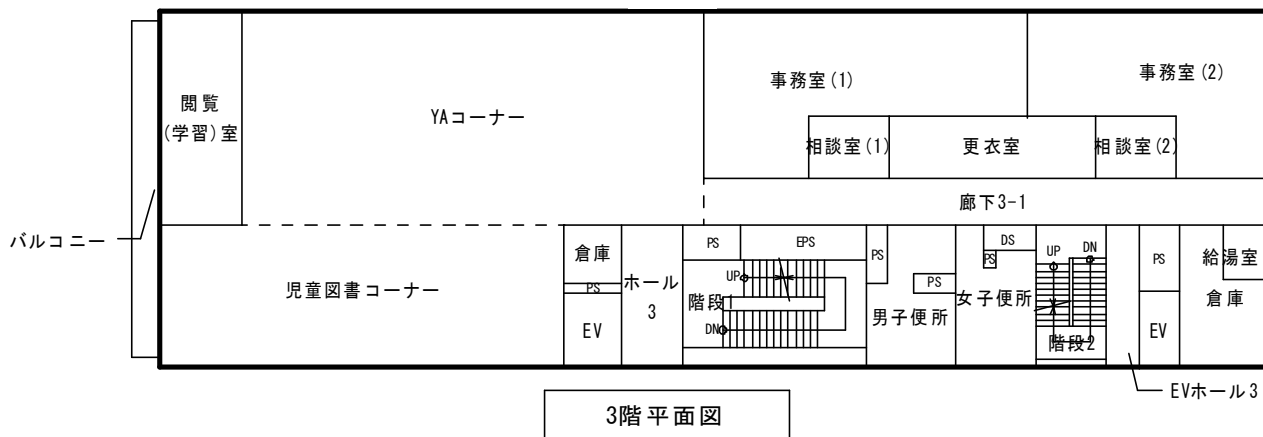 事務室(1)
事務室(2)
閲覧
(学習)室
YAコーナー
相談室(1)
更衣室
相談室(2)
廊下3-1
バルコニー
児童図書コーナー
倉庫
PS
EV
ホール
3
PS
EPS
UP
階段1
DN
PS
PS
男子便所
DS
PS
女子便所
UP
DN
階段2
PS
EV
給湯室
倉庫
EVホール3
3階平面図